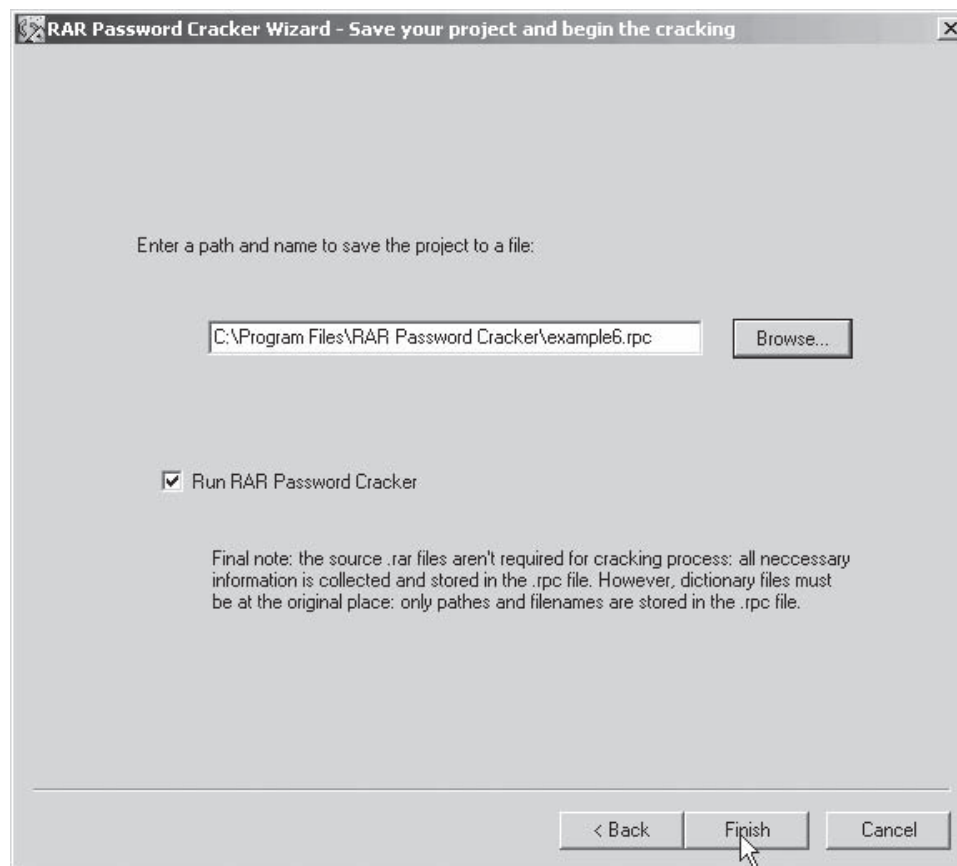 RAR Password Cracker Wizard - Save your project and begin the cracking
Enter a path and name to save the project to a file:
C:\Program Files\RAR Password Cracker\example6.rpc
Browse...
Run RAR Password Cracker
Final note: the source .rar files aren't required for cracking process: all neccessary
information is collected and stored in the .rpc file. However, dictionary files must
be at the original place: only pathes and filenames are stored in the .rpc file.
< Back
Finish
Cancel